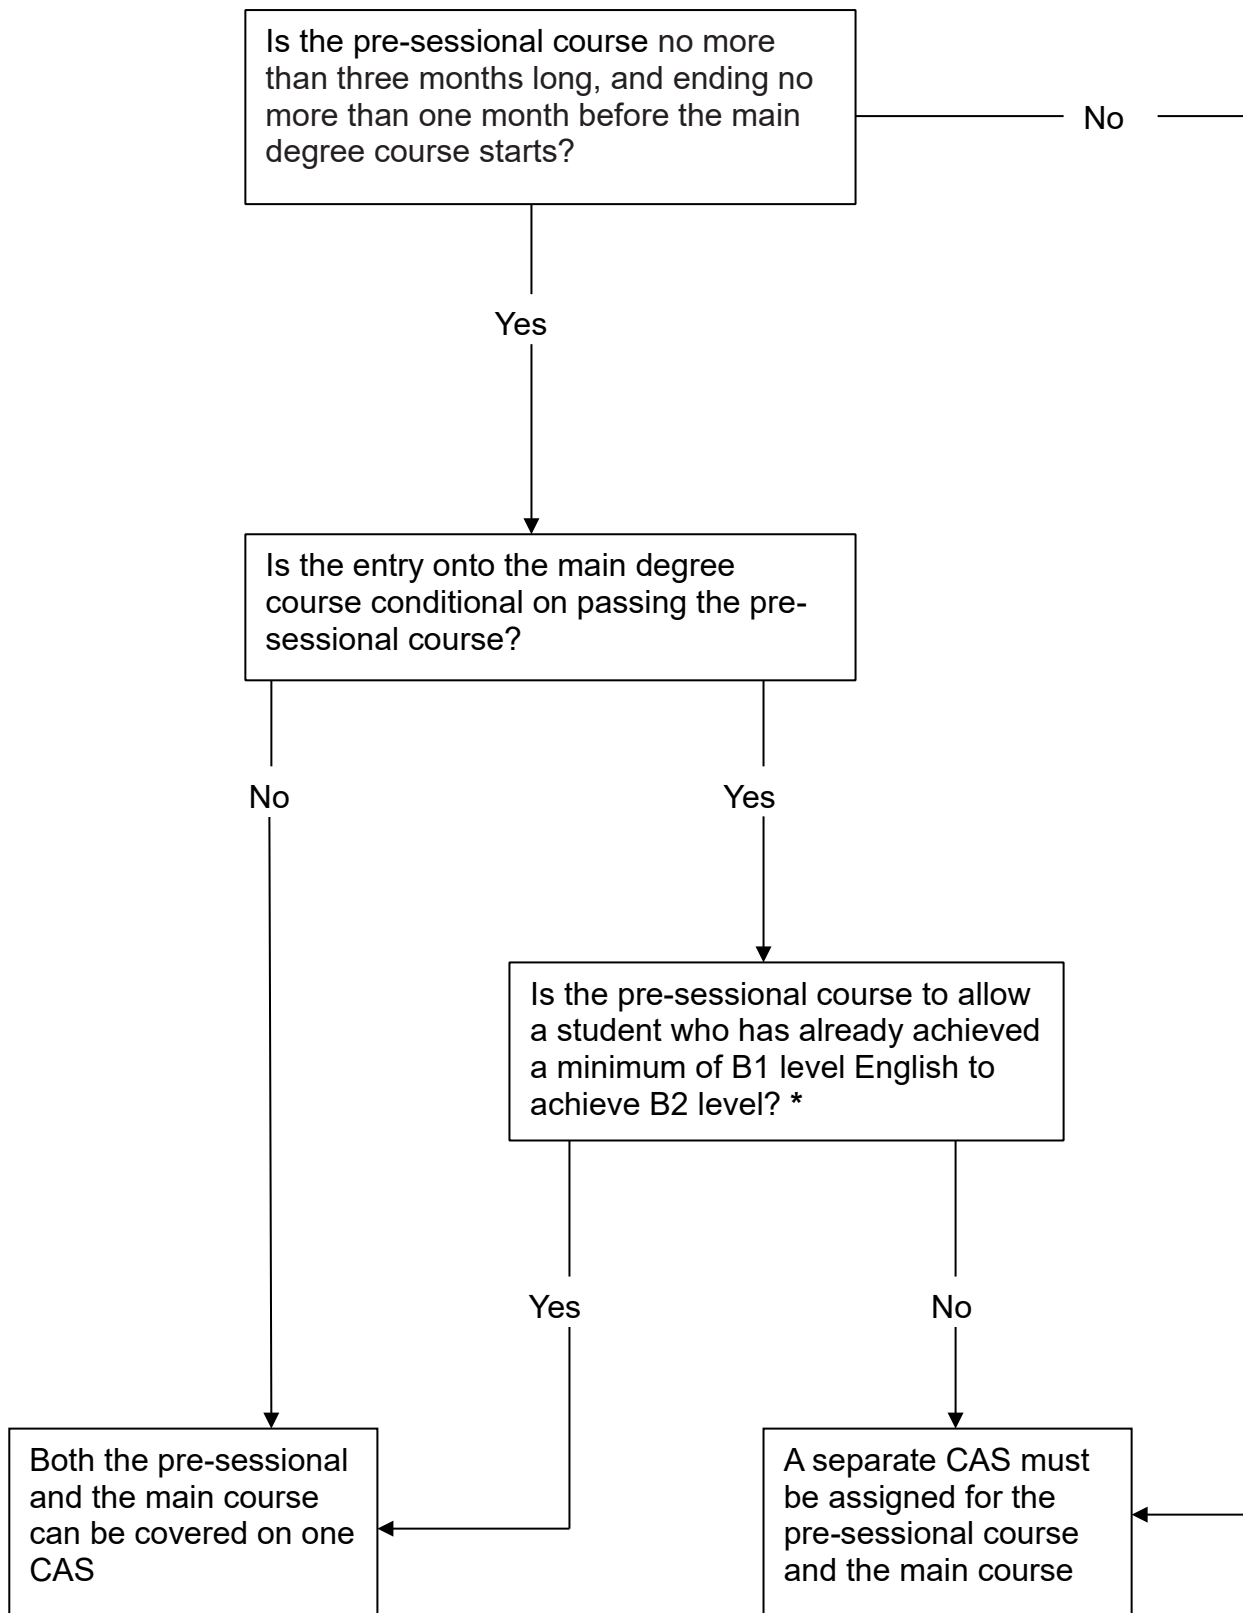 Is the pre-sessional course no more
than three months long, and ending no
more than one month before the main
degree course starts?
No
Yes
Is the entry onto the main degree
course conditional on passing the pre-
sessional course?
No
Yes
Is the pre-sessional course to allow
a student who has already achieved
a minimum of B1 level English to
achieve B2 level? *
Yes
No
Both the pre-sessional
and the main course
can be covered on one
CAS
A separate CAS must
be assigned for the
pre-sessional course
and the main course